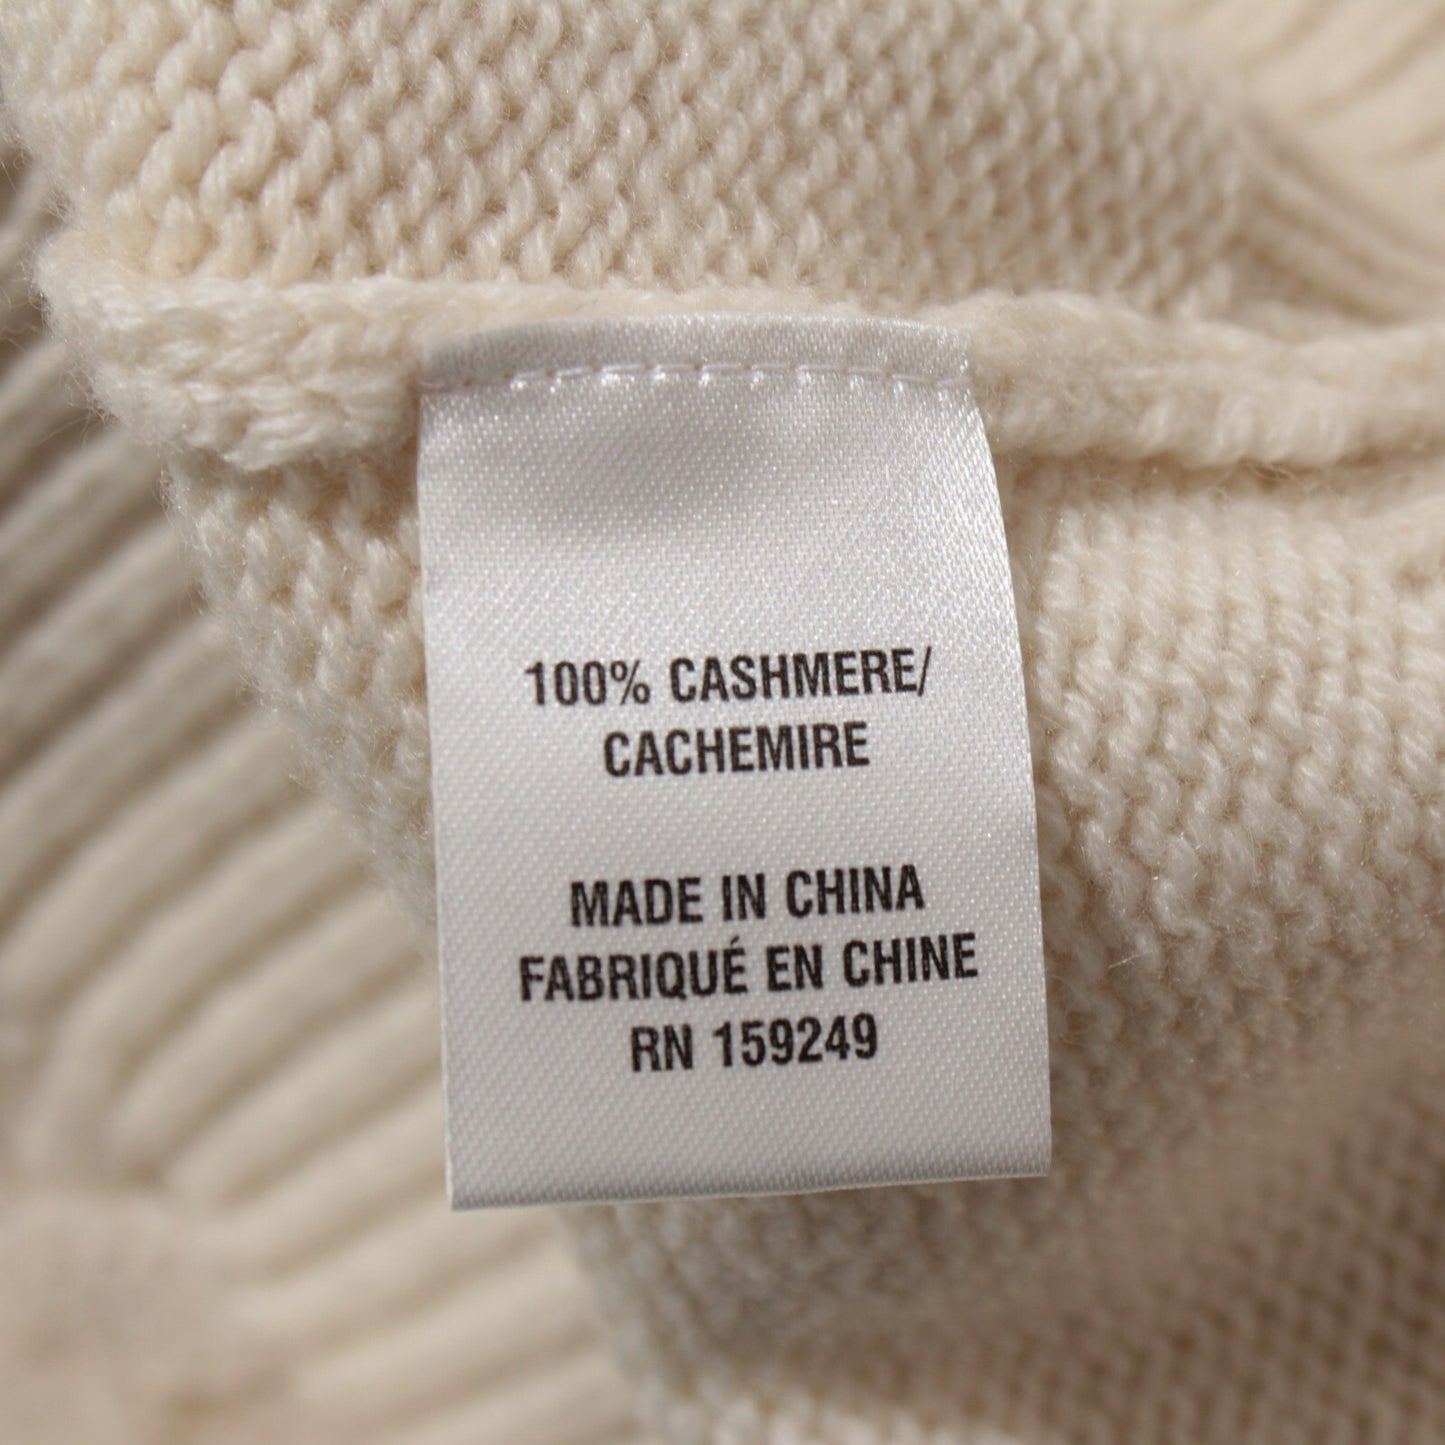 100% CASHMERE/
CACHEMIRE
MADE IN CHINA
FABRIQUÉ EN CHINE
RN 159249